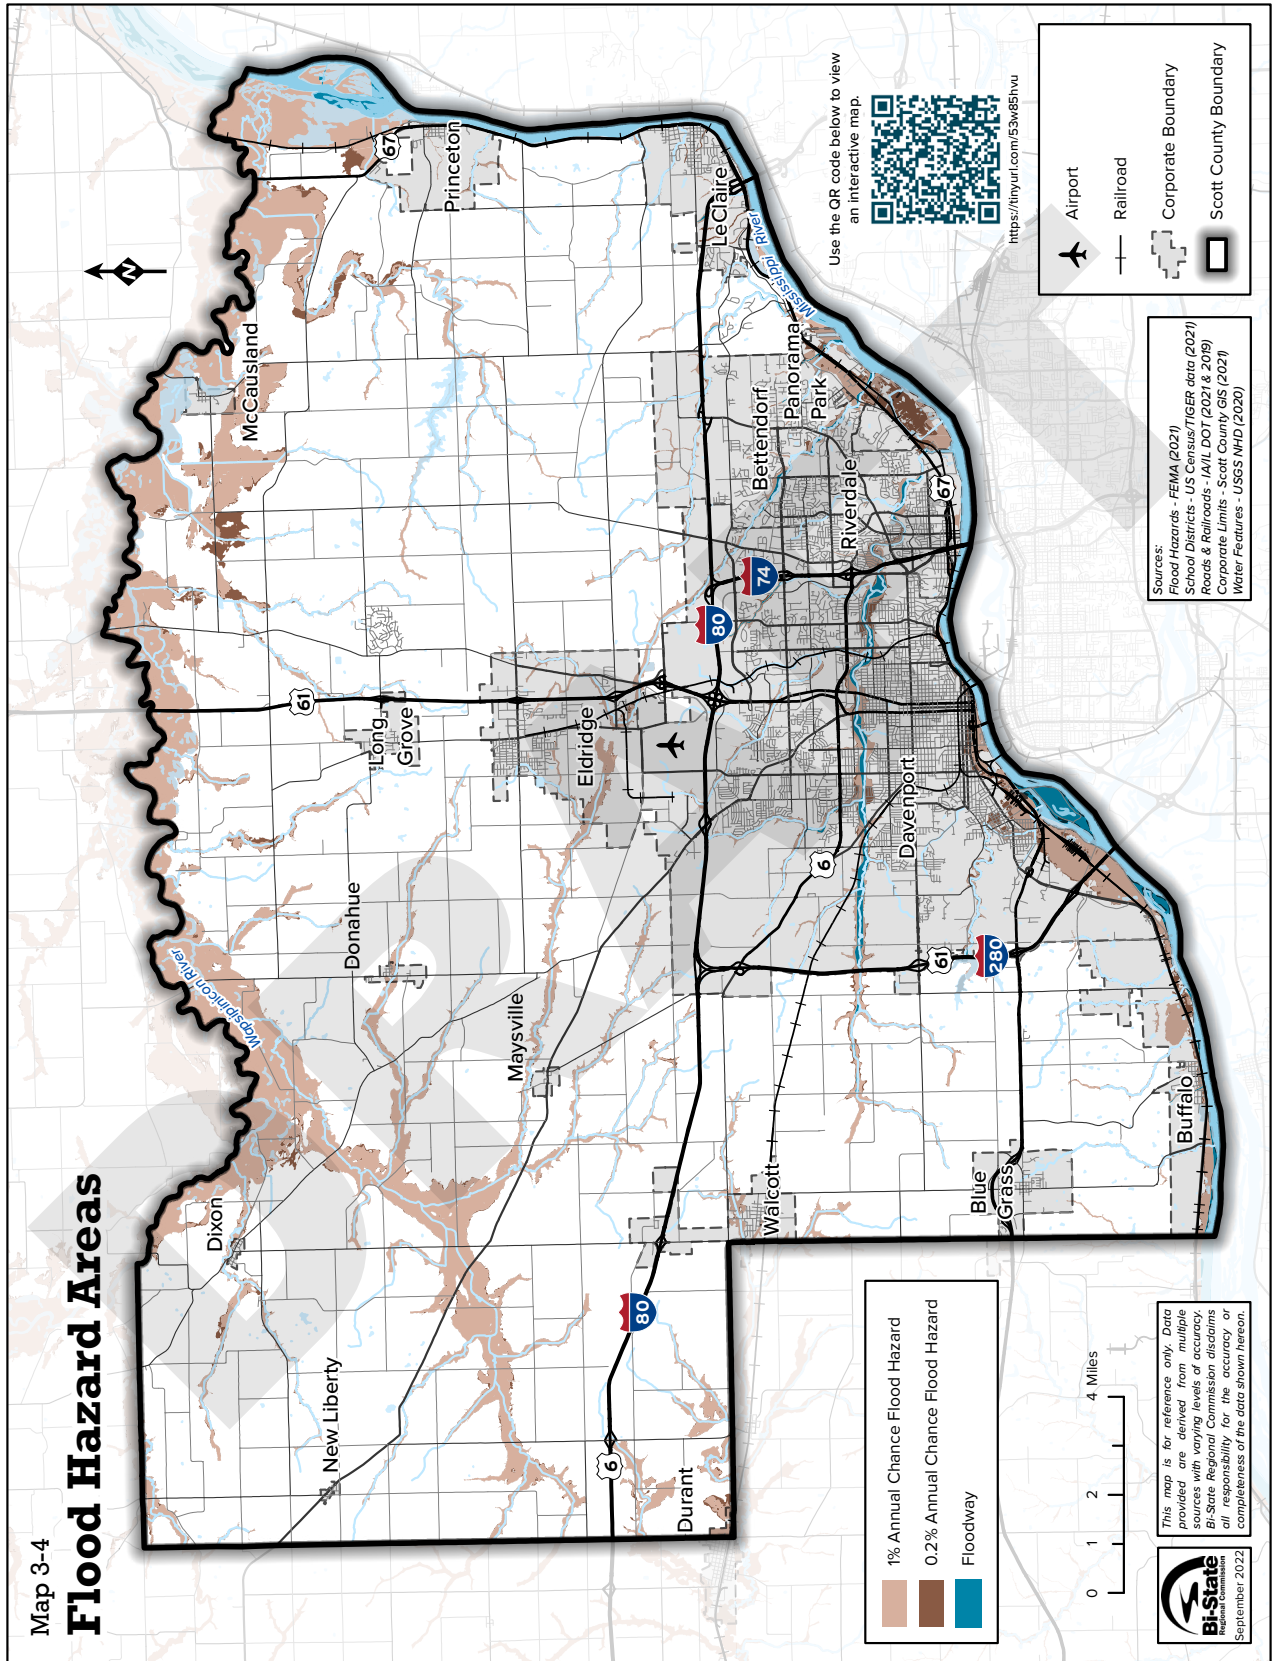 Map 3-4
Flood Hazard Areas
N
Wapsipinicon River
McCausland
67
Princeton
Dixon
New Liberty
Donahue
61
Long
Grove
Maysville
Eldridge
LeClaire
Mississippi River
80
80
74
6
Durant
Walcott
6
Bettendorf
Panorama
Park
Riverdale
67
Davenport
61
280
Blue
Grass
Buffalo
DRAFT
Use the QR code below to view
an interactive map.
https://tinyurl.com/53w85hvu
Airport
Railroad
Corporate Boundary
Scott County Boundary
Sources:
Flood Hazards - FEMA (2021)
School Districts - US Census/TIGER data (2021)
Roads & Railroads - IA/IL DOT (2021 & 2019)
Corporate Limits - Scott County GIS (2021)
Water Features - USGS NHD (2020)
1% Annual Chance Flood Hazard
0.2% Annual Chance Flood Hazard
Floodway
0 1 2 4 Miles
This map is for reference only. Data
provided are derived from multiple
sources with varying levels of accuracy.
Bi-State Regional Commission disclaims
all responsibility for the accuracy or
completeness of the data shown hereon.
Bi-State
Regional Commission
September 2022